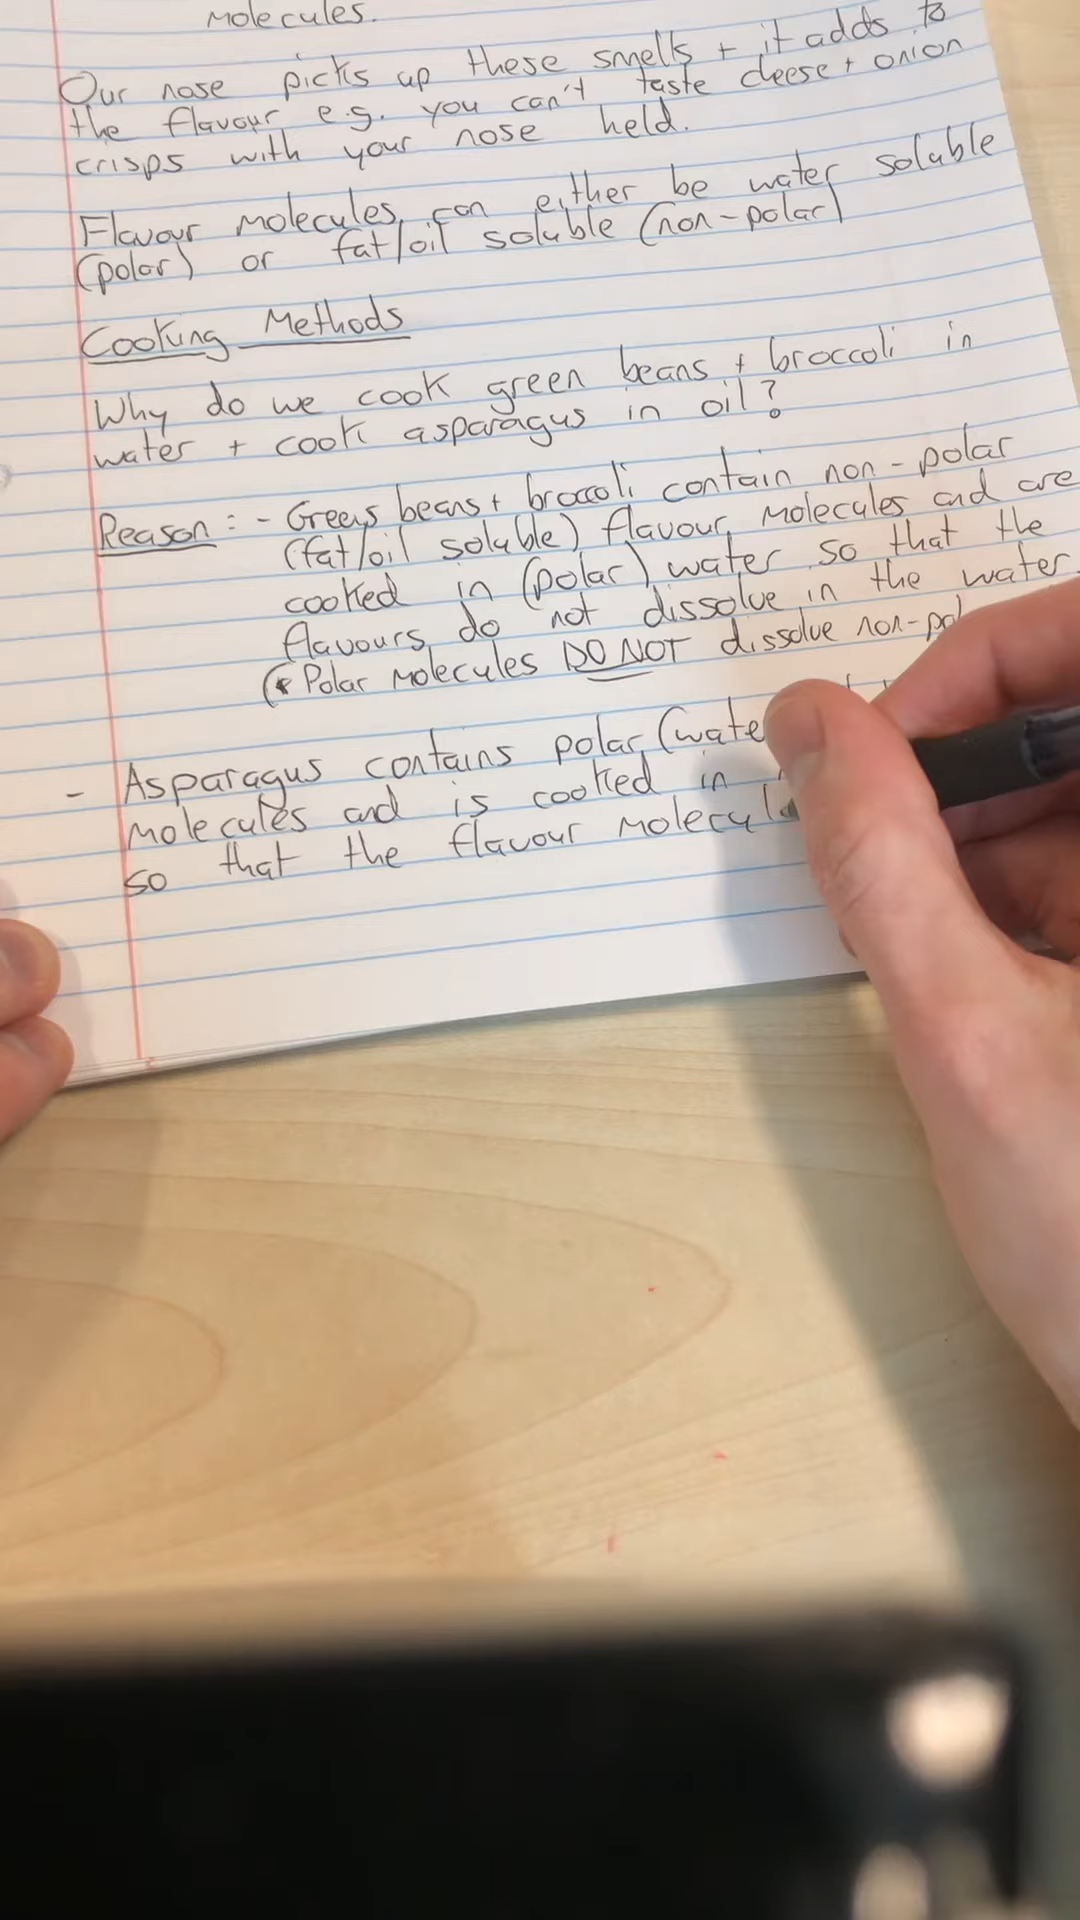 Molecules.
Our nose picks up these smells + it adds to
the flavour e.g. you can't taste cheese + onion
crisps with your nose held.
Flavour molecules can either be water soluble
(polar) or fat/oil soluble (non-polar)
Cooking Methods
Why do we cook green beans + broccoli in
water + cook asparagus in oil?
Reason: - Greens beans + broccoli contain non-polar
(fat/oil soluble) flavour molecules and are
cooked in (polar) water so that the
flavours do not dissolve in the water
(* Polar Molecules DO NOT dissolve non-pol
- Asparagus contains polar (wate
molecules and is cooked in
so that the flavour molecul